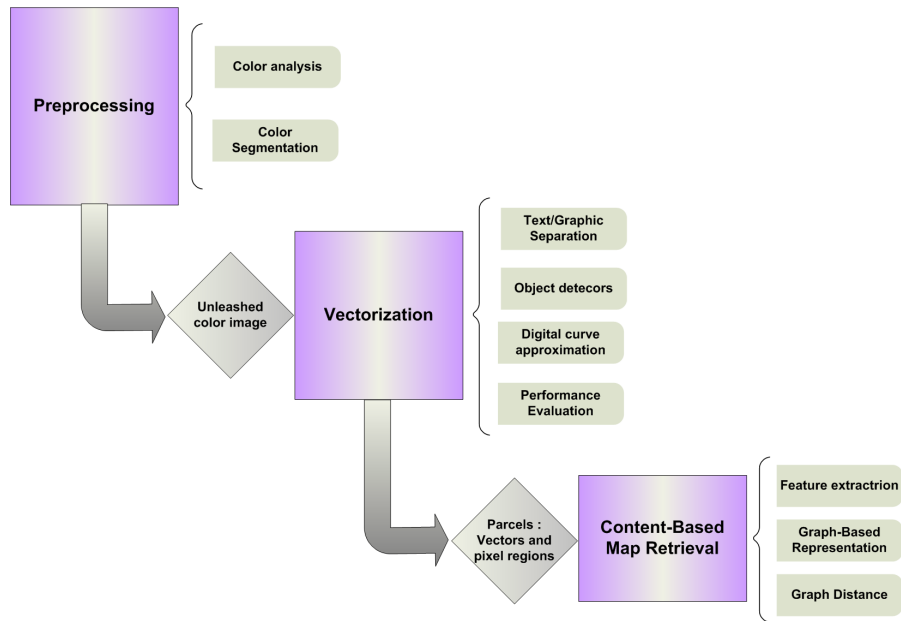 Preprocessing
Color analysis
Color
Segmentation
Unleashed
color image
Vectorization
Text/Graphic
Separation
Object detecors
Digital curve
approximation
Performance
Evaluation
Parcels :
Vectors and
pixel regions
Content-Based
Map Retrieval
Feature extractrion
Graph-Based
Representation
Graph Distance